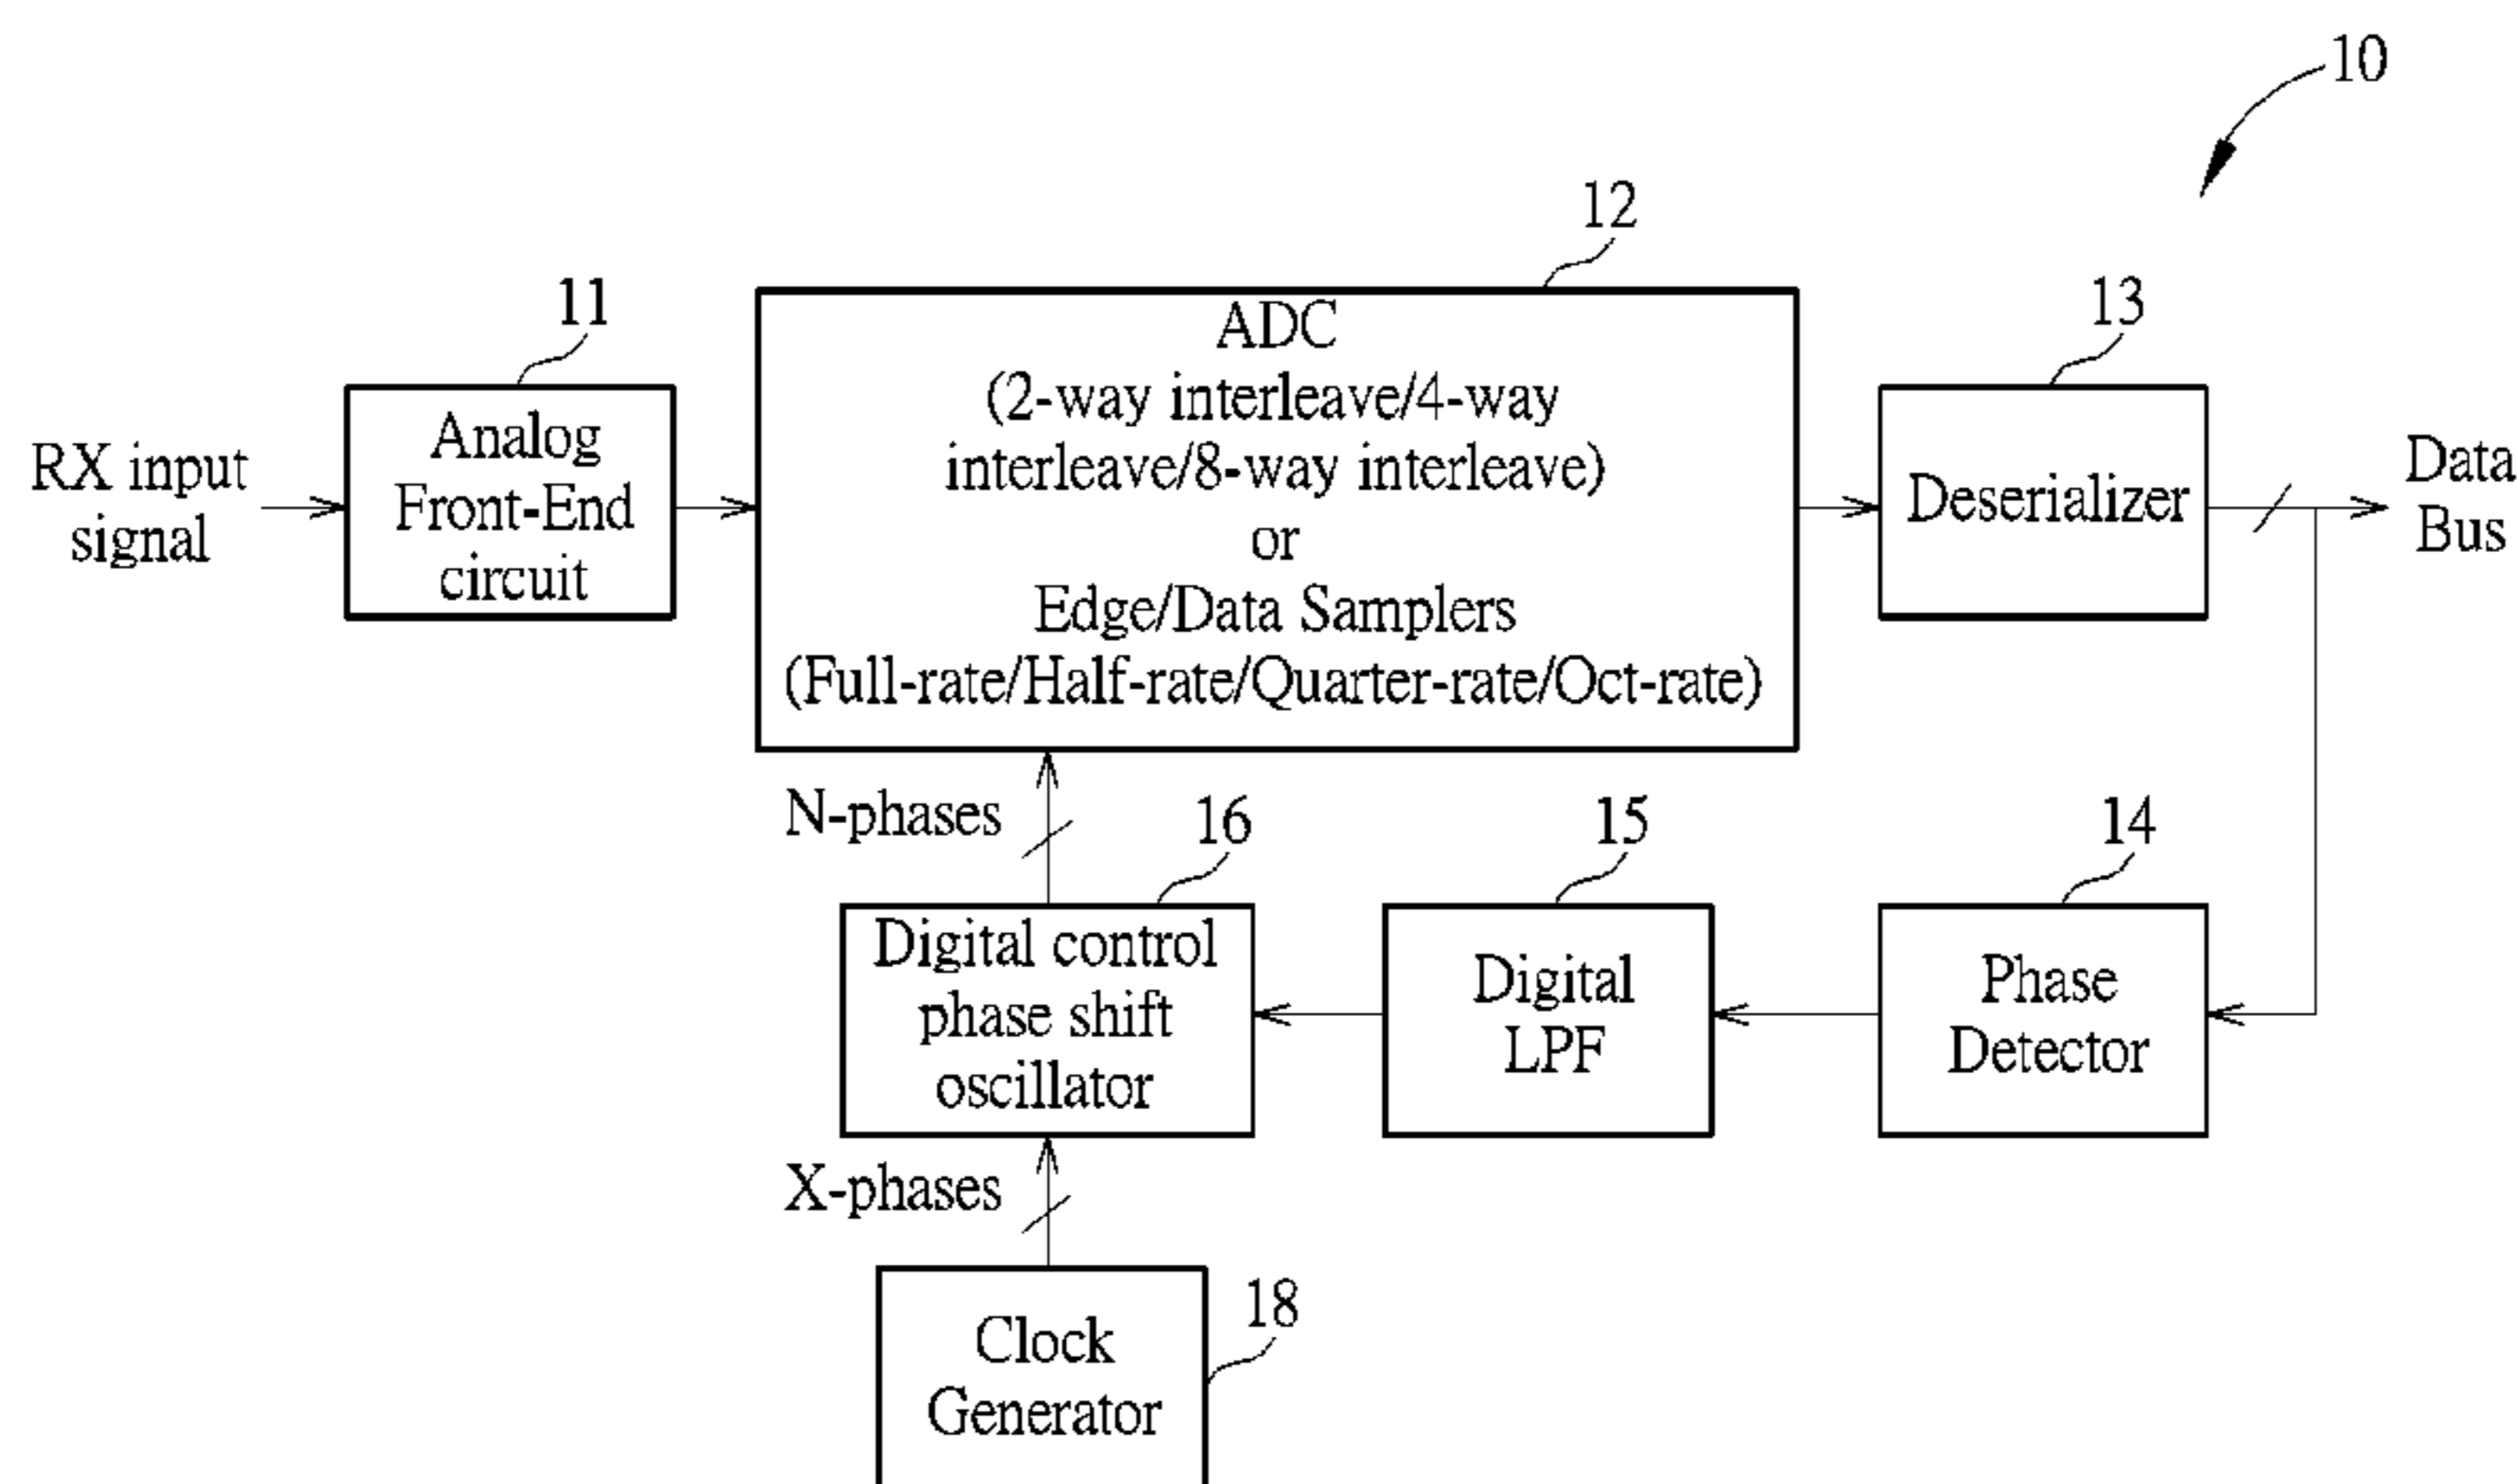 10
12
ADC
(2-way interleave/4-way
interleave/8-way interleave)
or
Edge/Data Samplers
(Full-rate/Half-rate/Quarter-rate/Oct-rate)
11
Analog
Front-End
circuit
RX input
signal
13
Deserializer
Data
Bus
N-phases
16
Digital control
phase shift
oscillator
15
Digital
LPF
14
Phase
Detector
X-phases
18
Clock
Generator